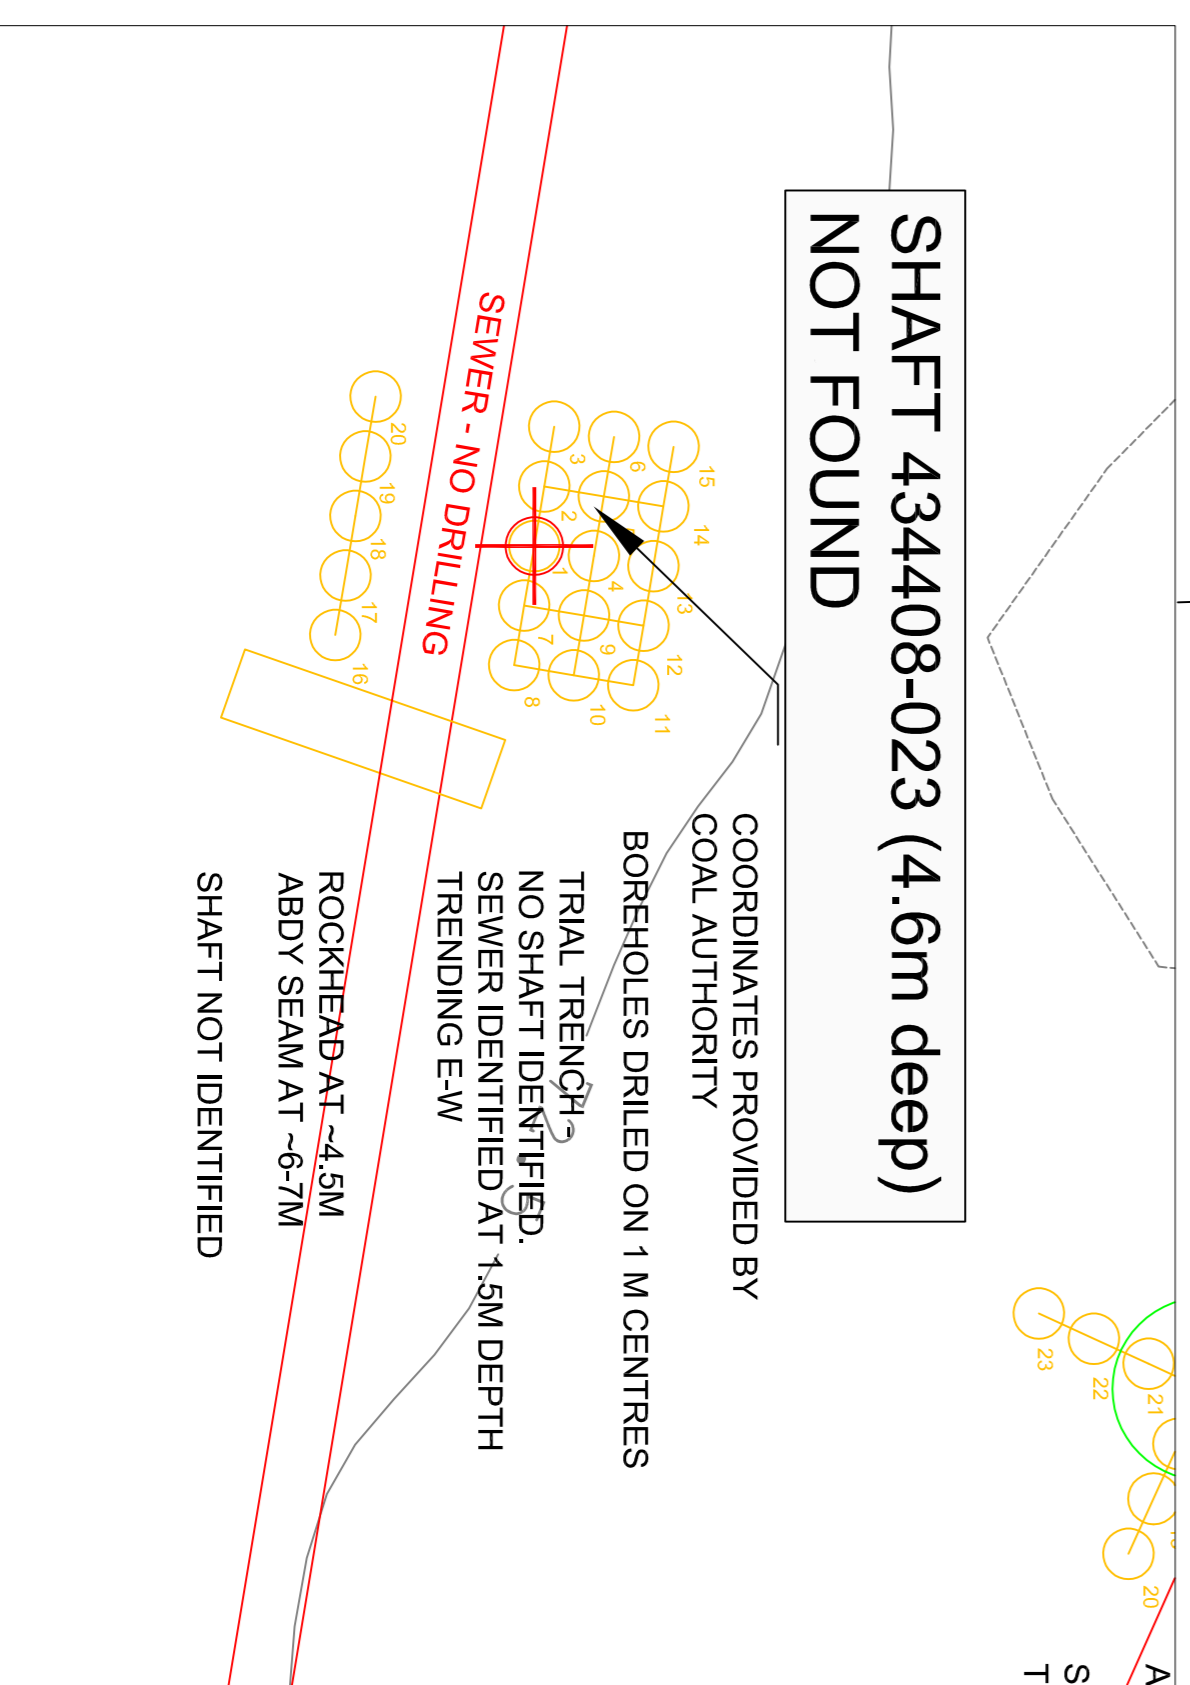 SHAFT 434408-023 (4.6m deep)
NOT FOUND
COORDINATES PROVIDED BY
COAL AUTHORITY
BOREHOLES DRILED ON 1 M CENTRES
TRIAL TRENCH-
NO SHAFT IDENTIFIED.
SEWER IDENTIFIED AT 1.5M DEPTH
TRENDING E-W
ROCKHEAD AT ~4.5M
ABDY SEAM AT ~6-7M
SHAFT NOT IDENTIFIED
SEWER - NO DRILLING
15
14
13
12
11
6
4
9
10
3
2
1
7
8
20
19
18
17
16
21
22
23
20
A
S
T